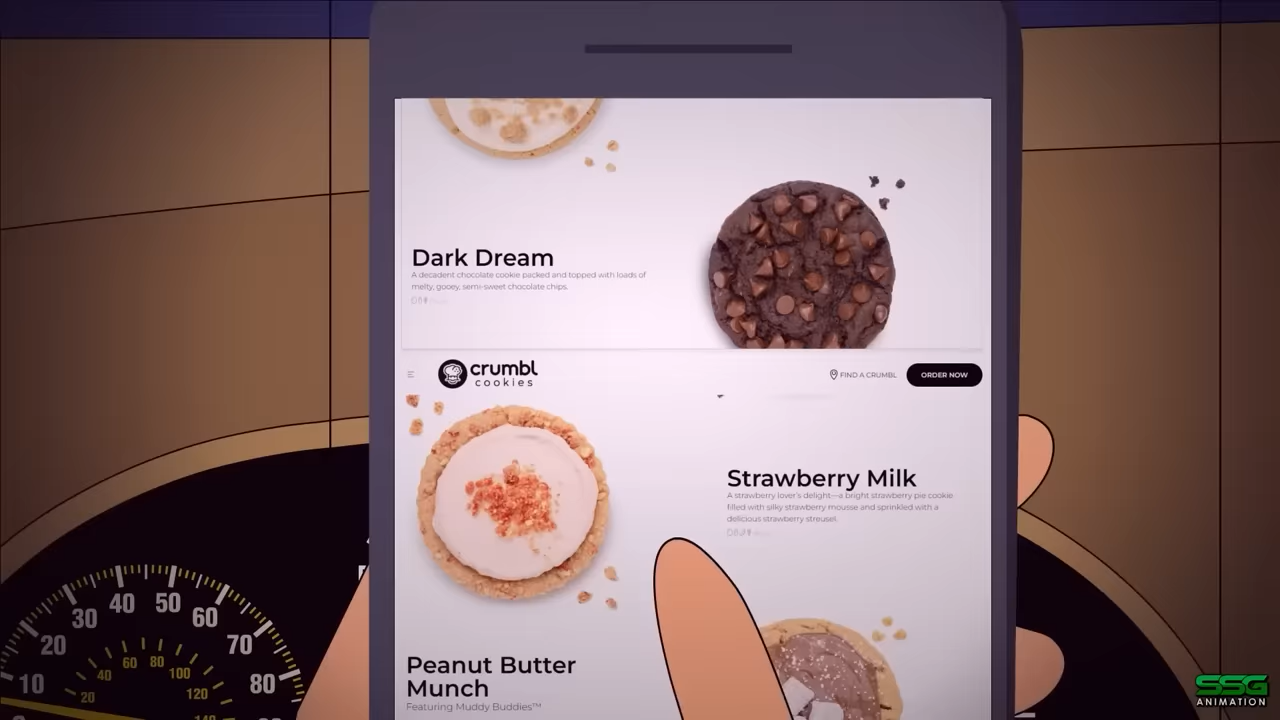 Dark Dream
A decadent chocolate cookie packed and topped with loads of
melty, gooey, semi-sweet chocolate chips.
crumbl
cookies
FIND A CRUMBL
ORDER NOW
Strawberry Milk
A strawberry lover's delight—a bright strawberry pie cookie
filled with silky strawberry mousse and sprinkled with a
delicious strawberry streusel.
Peanut Butter
Munch
Featuring Muddy Buddies™
10 20 30 40 50 60 70 80
20 40 60 80 100 120 140
SSG
ANIMATION